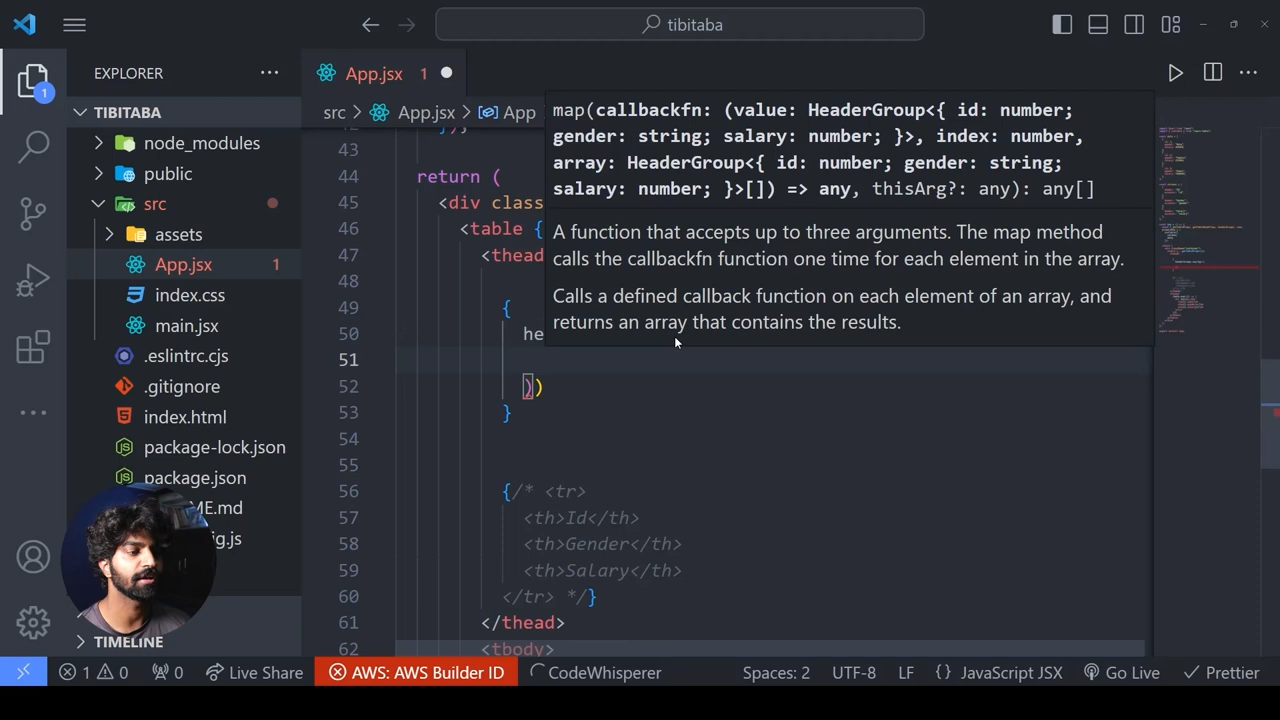 tibitaba
EXPLORER
App.jsx 1
TIBITABA
src > App.jsx > App
node_modules
public
src
assets
App.jsx 1
index.css
main.jsx
.eslintrc.cjs
.gitignore
index.html
package-lock.json
package.json
ME.md
ig.js
TIMELINE
1
map(callbackfn: (value: HeaderGroup<{ id: number;
gender: string; salary: number; }>, index: number,
array: HeaderGroup<{ id: number; gender: string;
salary: number; }>[]) => any, thisArg?: any): any[]
A function that accepts up to three arguments. The map method
calls the callbackfn function one time for each element in the array.
Calls a defined callback function on each element of an array, and
returns an array that contains the results.
43
44 return (
45 <div class
46 <table {
47 <thead
48
49 {
50 he
51
52 ))
53 }
54
55
56 {/* <tr>
57 <th>Id</th>
58 <th>Gender</th>
59 <th>Salary</th>
60 </tr> */}
61 </thead>
62 <tbody>
1 0 0 Live Share AWS: AWS Builder ID CodeWhisperer Spaces: 2 UTF-8 LF {} JavaScript JSX Go Live Prettier